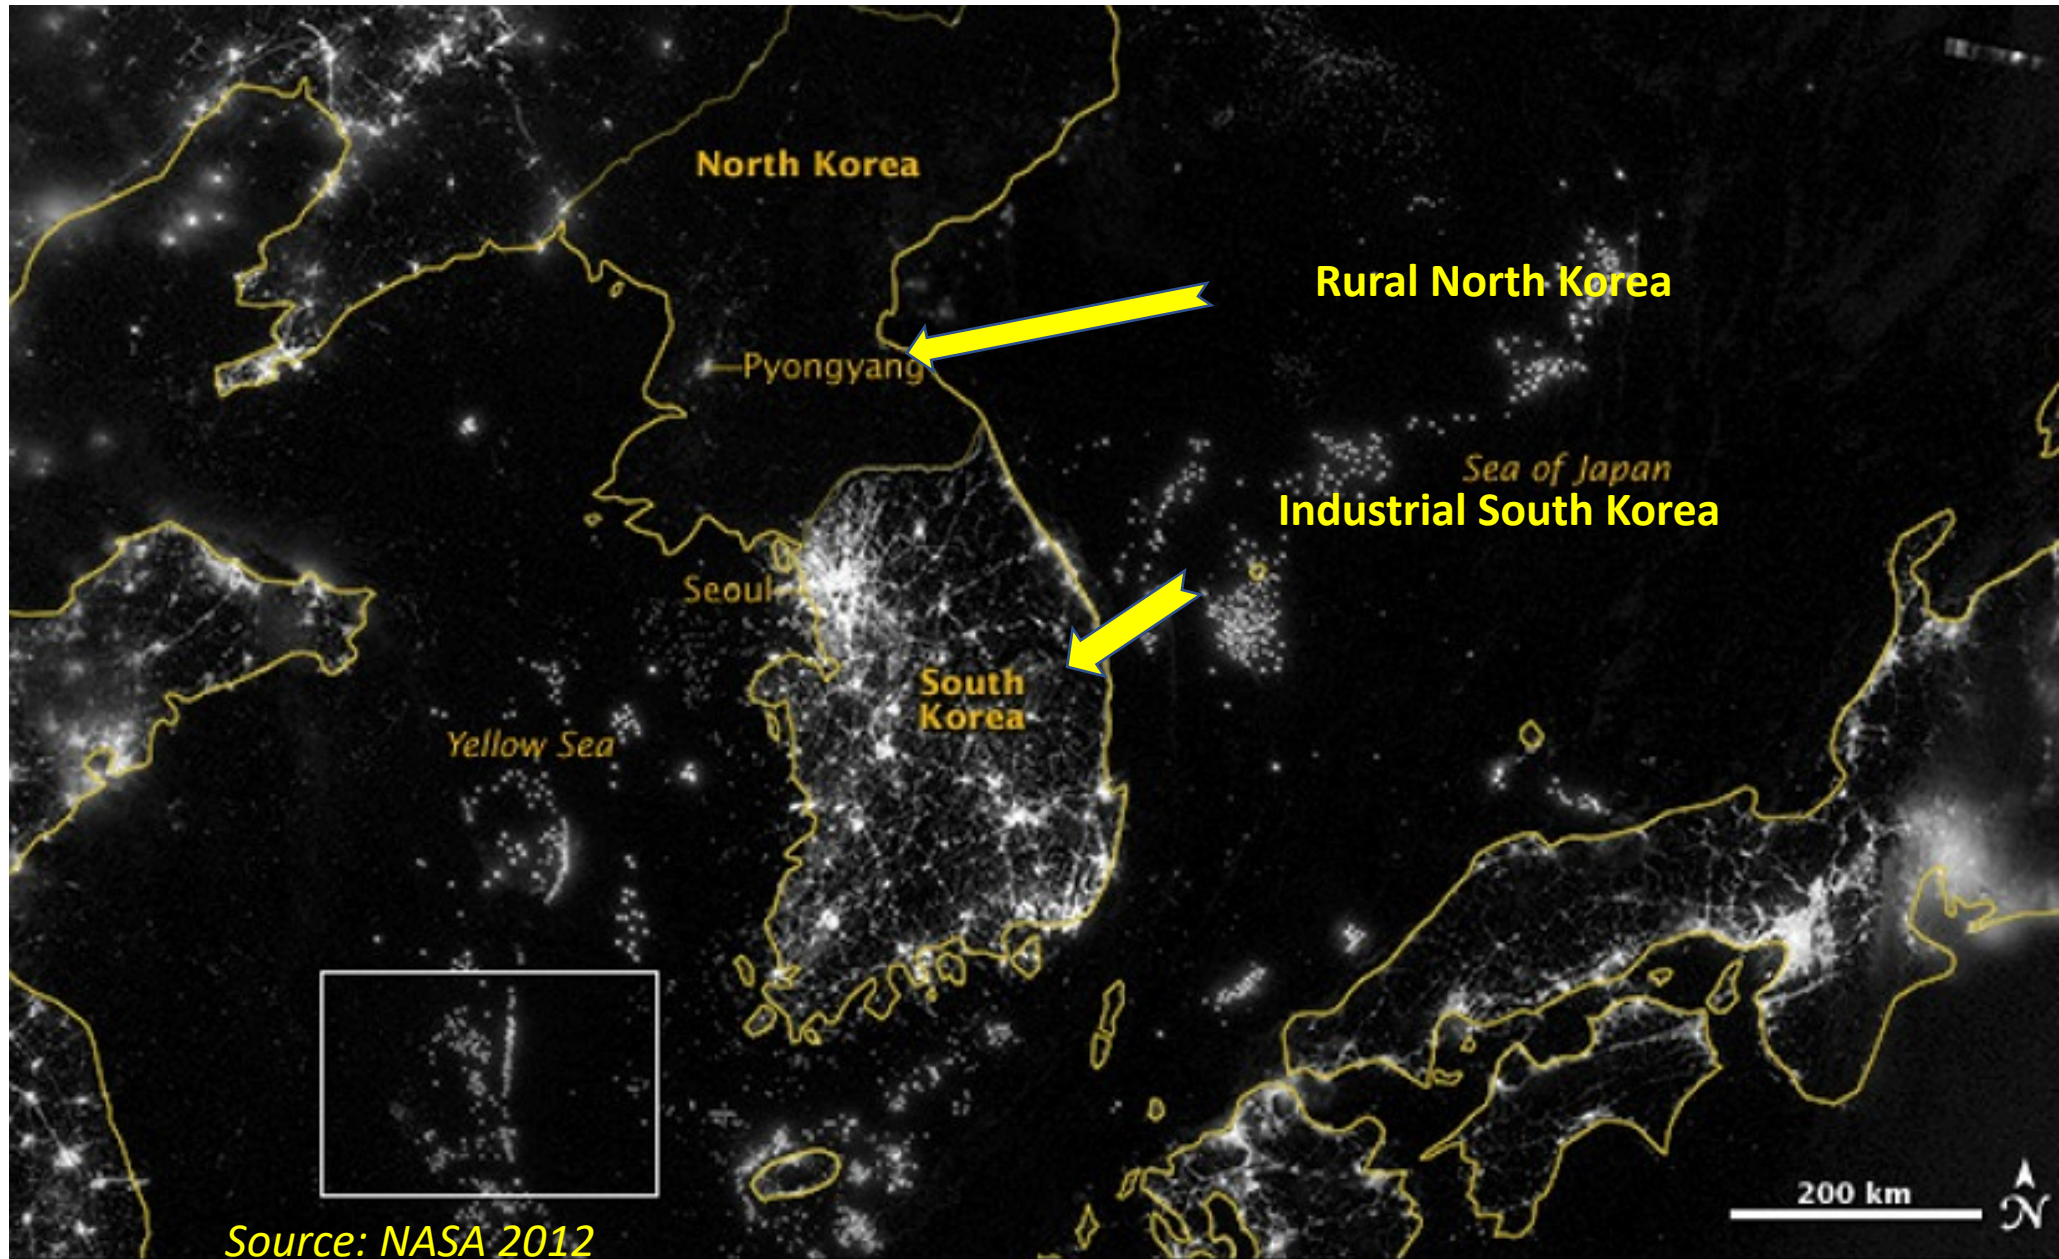 North Korea
Rural North Korea
Pyongyang
Sea of Japan
Industrial South Korea
Seoul
South
Korea
Yellow Sea
200 km
N
Source: NASA 2012